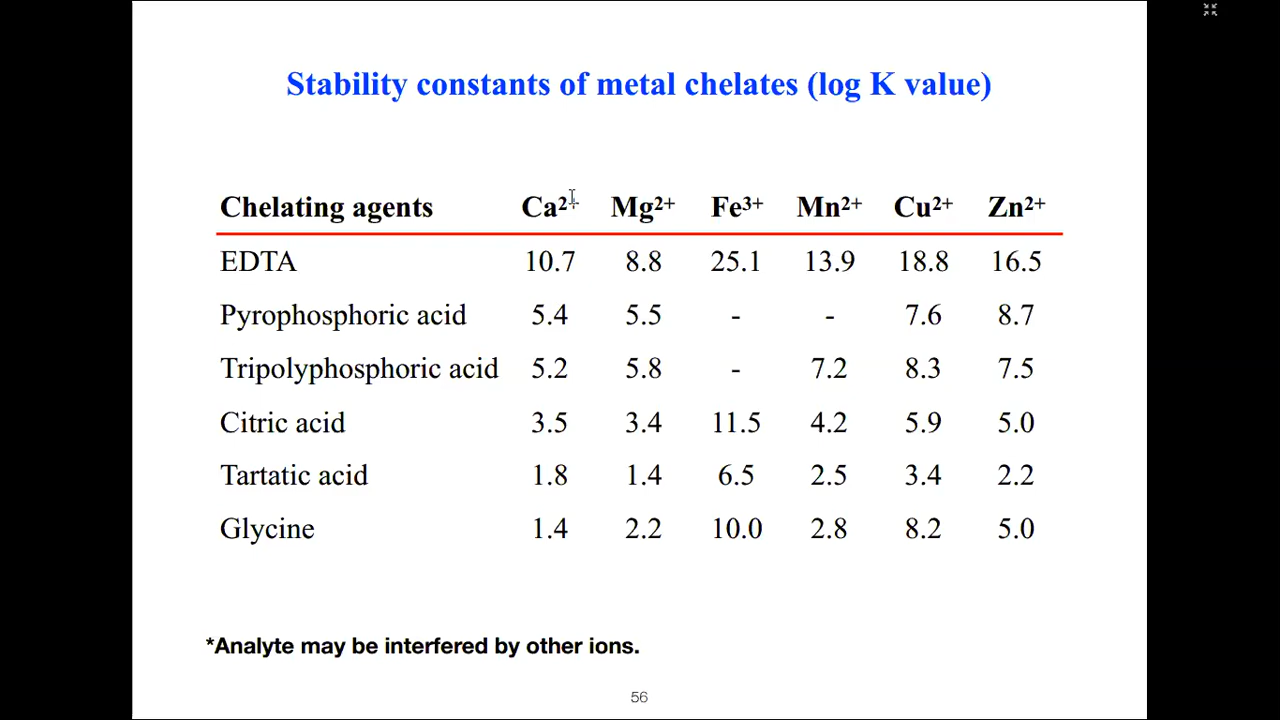 Stability constants of metal chelates (log K value)
Chelating agents Ca2+ Mg2+ Fe3+ Mn2+ Cu2+ Zn2+
EDTA 10.7 8.8 25.1 13.9 18.8 16.5
Pyrophosphoric acid 5.4 5.5 - - 7.6 8.7
Tripolyphosphoric acid 5.2 5.8 - 7.2 8.3 7.5
Citric acid 3.5 3.4 11.5 4.2 5.9 5.0
Tartatic acid 1.8 1.4 6.5 2.5 3.4 2.2
Glycine 1.4 2.2 10.0 2.8 8.2 5.0
*Analyte may be interfered by other ions.
56